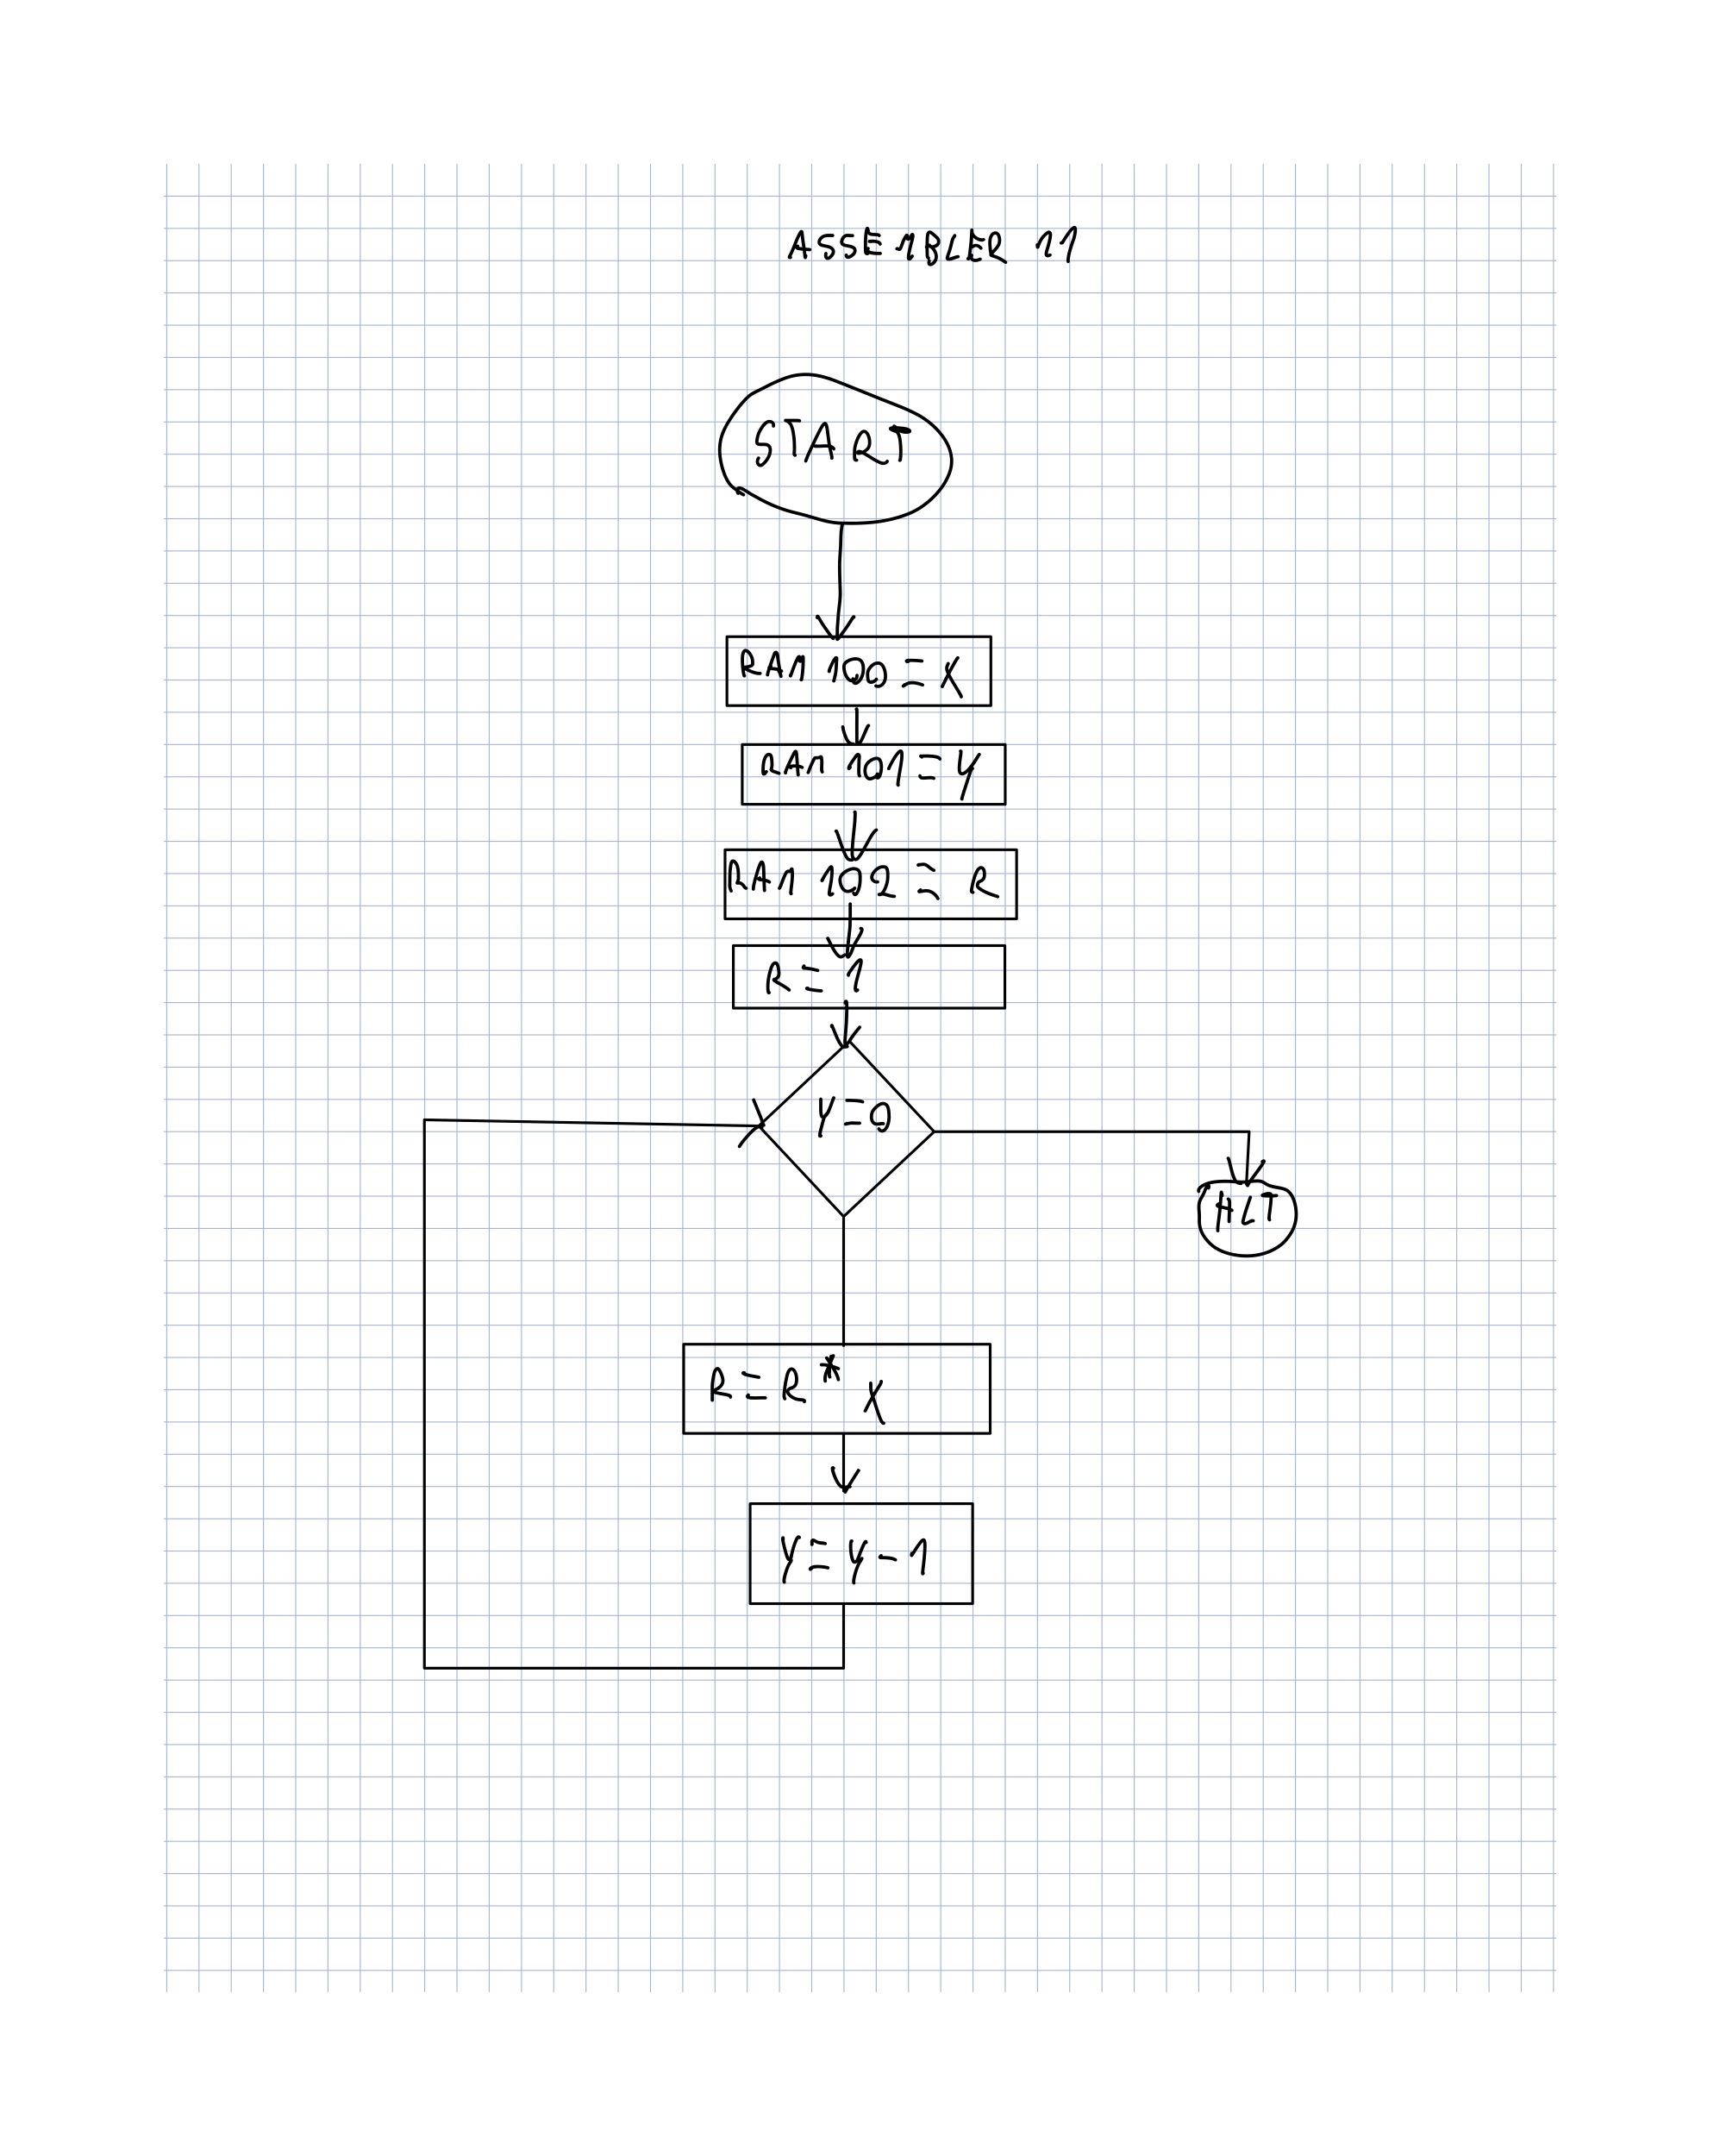 ASSEMBLER 11
START
RAM 100 = X
RAM 101 = Y
RAM 102 = R
R = 1
Y = 0
HLT
R = R * X
Y = Y - 1